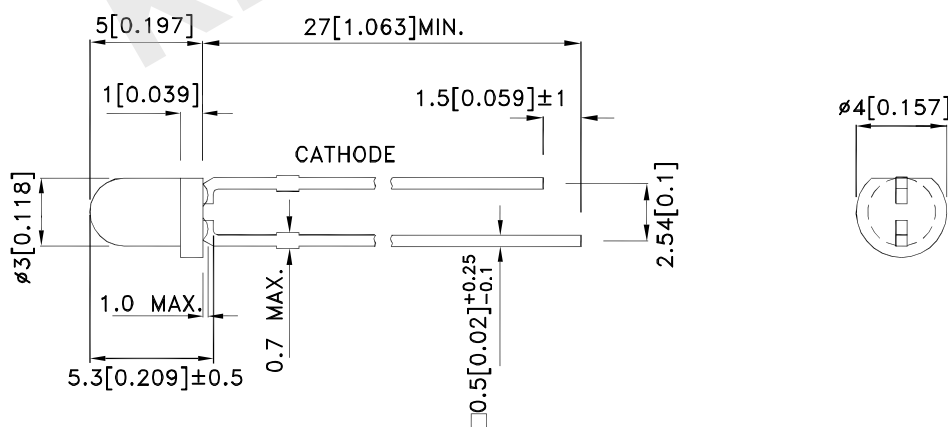 5[0.197]
27[1.063]MIN.
1[0.039]
1.5[0.059]±1
ø4[0.157]
CATHODE
ø3[0.118]
2.54[0.1]
1.0 MAX.
0.7 MAX.
□0.5[0.02]+0.25
-0.1
5.3[0.209]±0.5